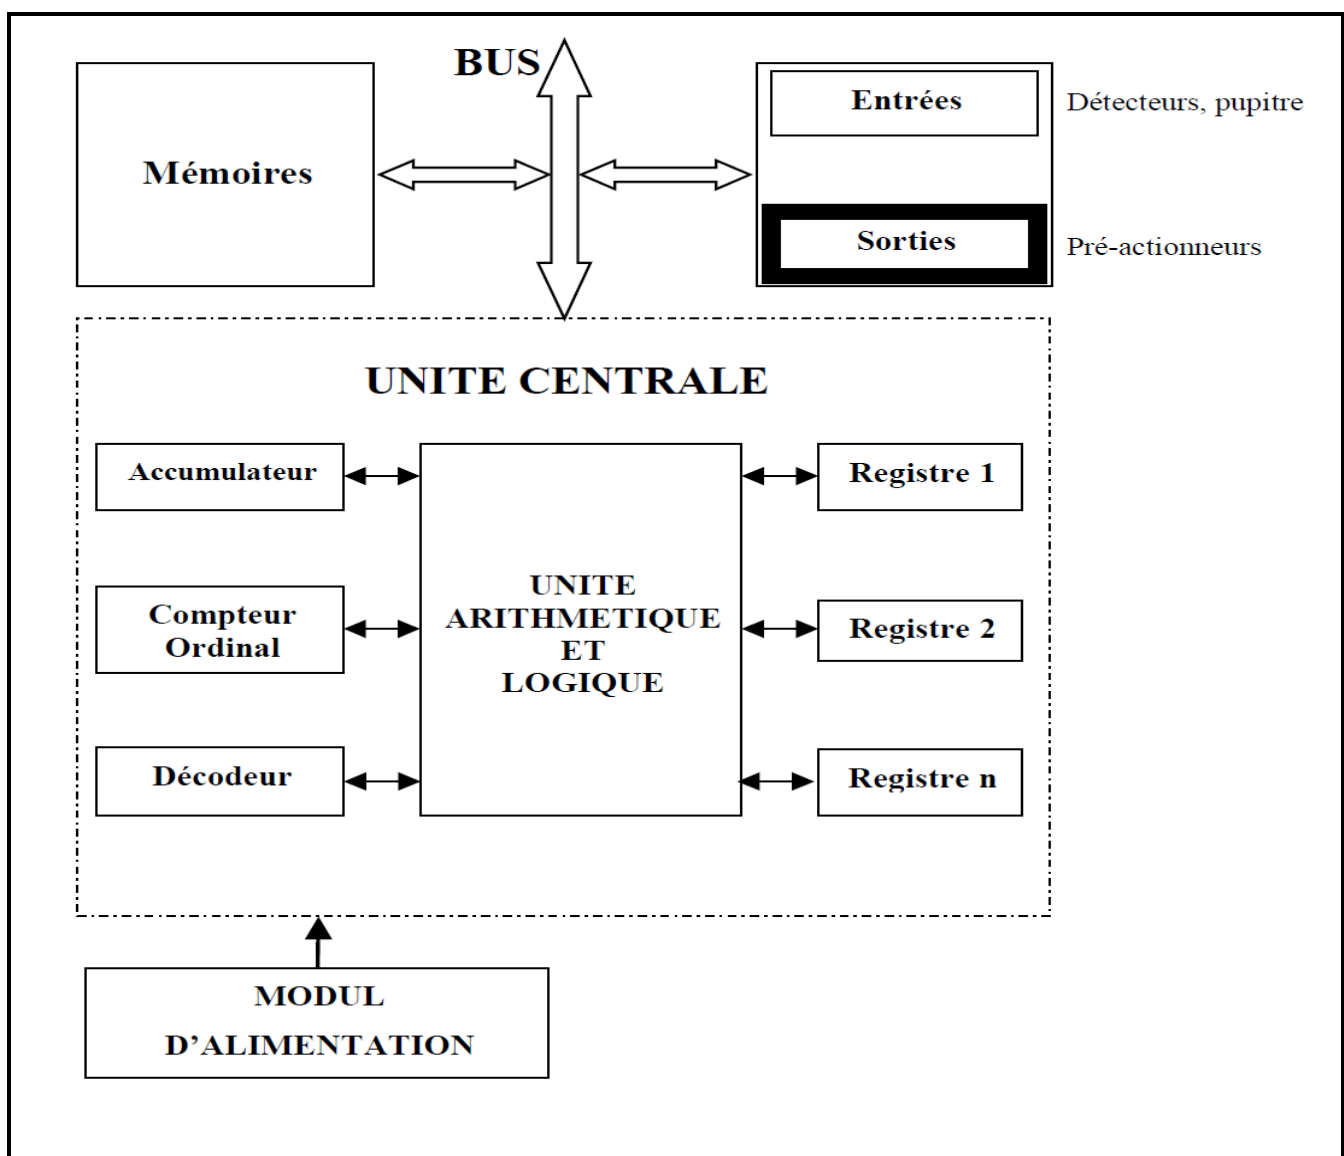 BUS
Mémoires
Entrées
Détecteurs, pupitre
Sorties
Pré-actionneurs
UNITE CENTRALE
Accumulateur
Registre 1
Compteur
Ordinal
UNITE
ARITHMETIQUE
ET
LOGIQUE
Registre 2
Décodeur
Registre n
MODUL
D’ALIMENTATION